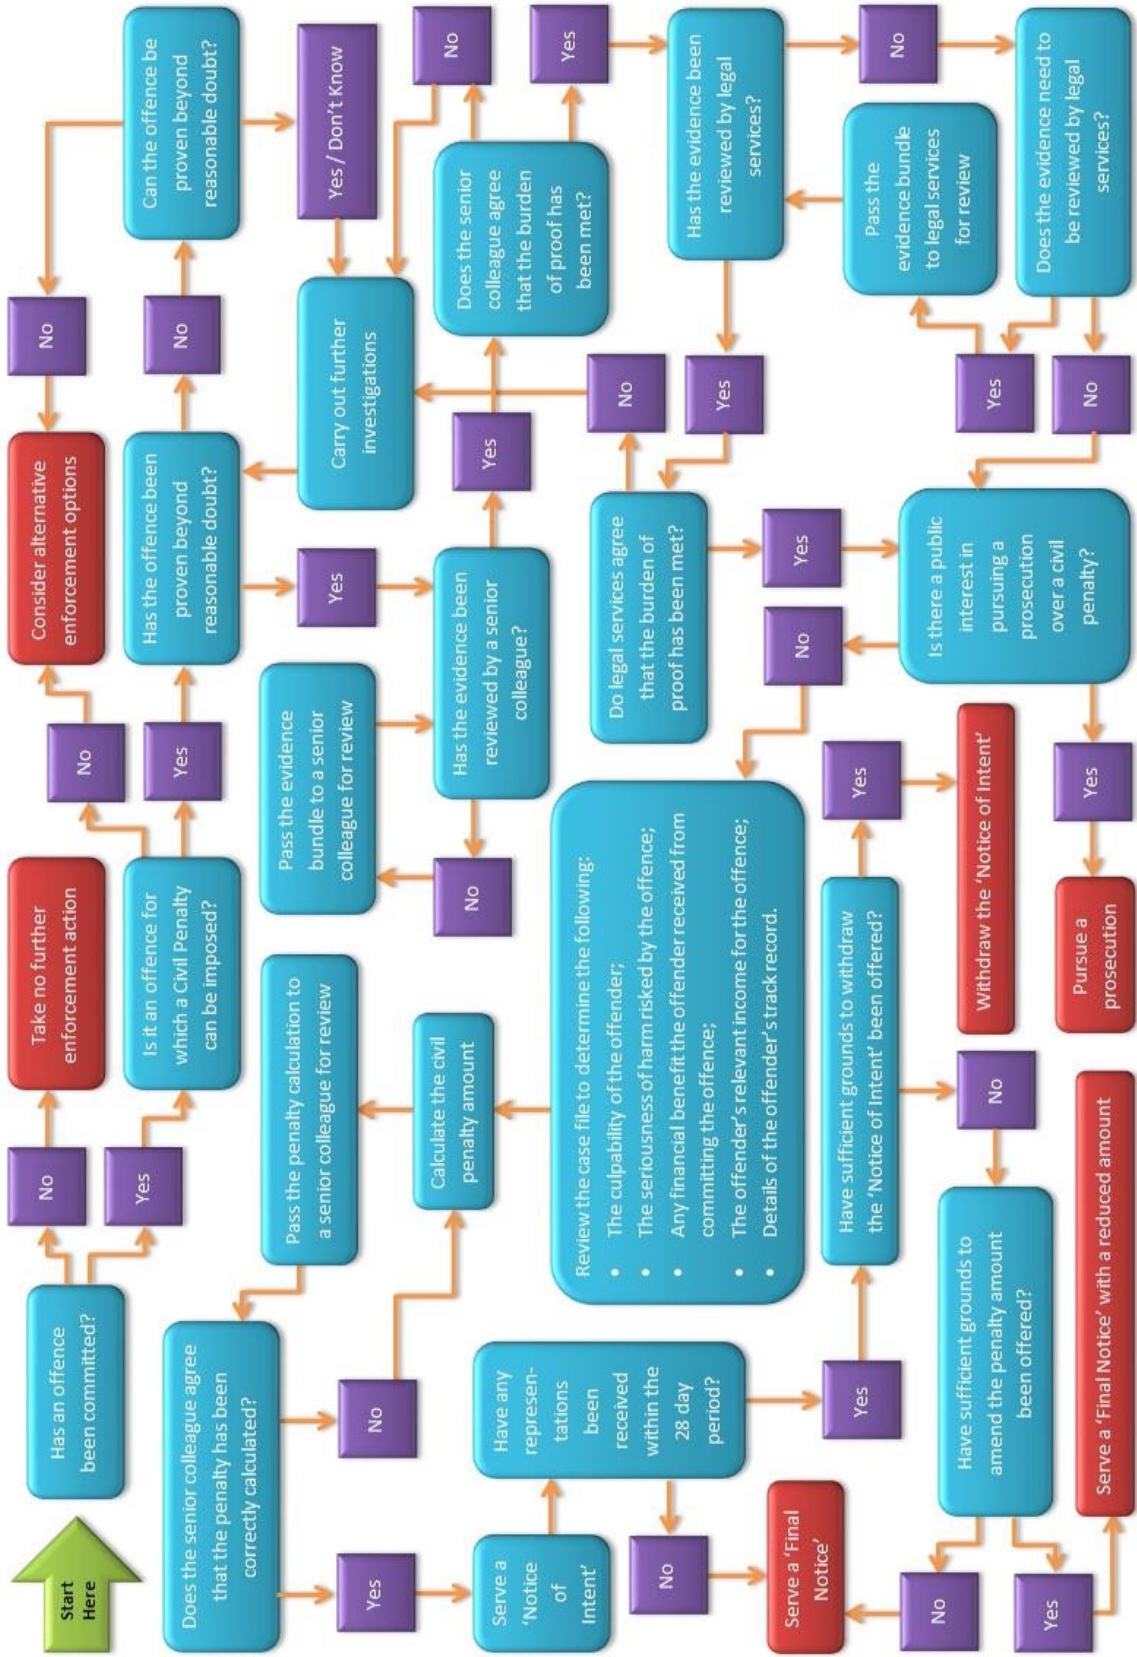 Start
Here
Has an offence
been committed?
No
Yes
Take no further
enforcement action
Is it an offence for
which a Civil Penalty
can be imposed?
No
Yes
Consider alternative
enforcement options
Has the offence been
proven beyond
reasonable doubt?
No
No
Can the offence be
proven beyond
reasonable doubt?
Yes / Don't Know
Carry out further
investigations
Yes
Pass the evidence
bundle to a senior
colleague for review
Has the evidence been
reviewed by a senior
colleague?
No
Yes
Does the senior
colleague agree
that the burden
of proof has
been met?
No
Yes
Has the evidence been
reviewed by legal
services?
No
Yes
Pass the
evidence bundle
to legal services
for review
Does the evidence need to
be reviewed by legal
services?
Yes
No
Do legal services agree
that the burden of
proof has been met?
No
Yes
Is there a public
interest in
pursuing a
prosecution
over a civil
penalty?
No
Yes
Pursue a
prosecution
Review the case file to determine the following:
• The culpability of the offender;
• The seriousness of harm risked by the offence;
• Any financial benefit the offender received from
committing the offence;
• The offender's relevant income for the offence;
• Details of the offender's track record.
Calculate the civil
penalty amount
Pass the penalty calculation to
a senior colleague for review
Does the senior colleague agree
that the penalty has been
correctly calculated?
No
Yes
Serve a
'Notice
of
Intent'
Have any
represen-
tations
been
received
within the
28 day
period?
No
Yes
Serve a 'Final
Notice'
Have sufficient grounds to withdraw
the 'Notice of Intent' been offered?
Yes
No
Withdraw the 'Notice of Intent'
Have sufficient grounds to
amend the penalty amount
been offered?
No
Yes
Serve a 'Final Notice' with a reduced amount